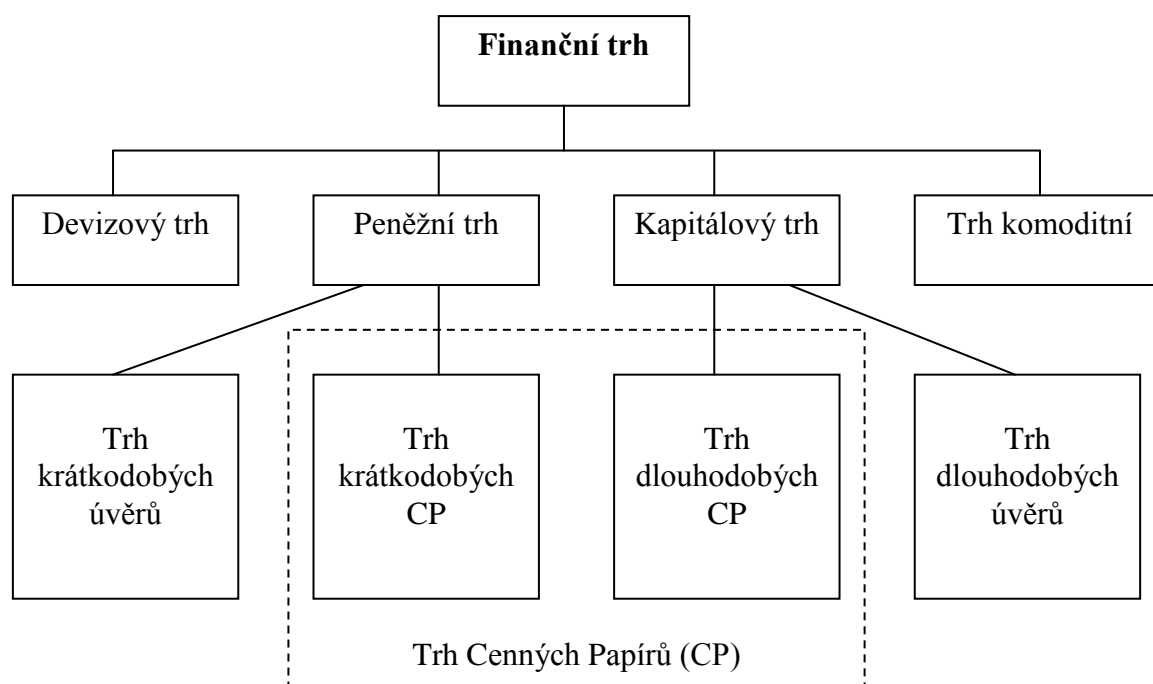 Finanční trh
Devizový trh
Peněžní trh
Kapitálový trh
Trh komoditní
Trh
krátkodobých
úvěrů
Trh
krátkodobých
CP
Trh
dlouhodobých
CP
Trh
dlouhodobých
úvěrů
Trh Cenných Papírů (CP)